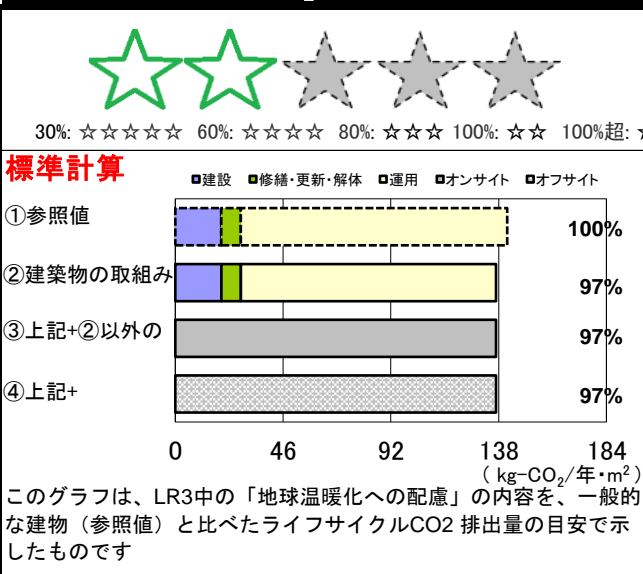 30%: ☆☆☆☆☆ 60%: ☆☆☆☆ 80%: ☆☆☆ 100%: ☆☆ 100%超: ☆
標準計算
建設 修繕・更新・解体 運用 オンサイト オフサイト
①参照値 100%
②建築物の取組み 97%
③上記+②以外の 97%
④上記+ 97%
0 46 92 138 184
( kg-CO₂/年・m²)
このグラフは、LR3中の「地球温暖化への配慮」の内容を、一般的
な建物（参照値）と比べたライフサイクルCO2 排出量の目安で示
したものです